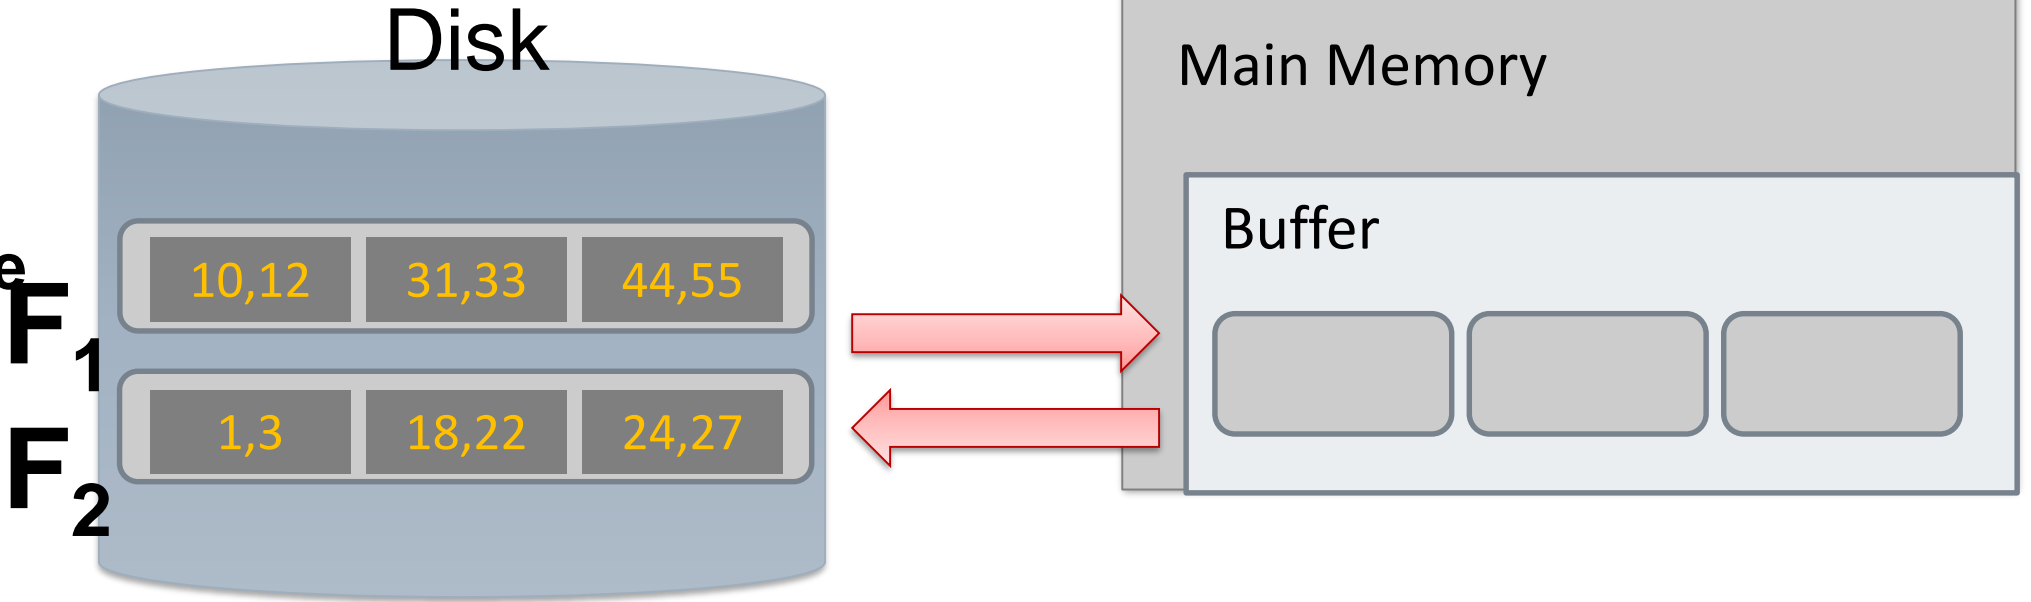 Disk
Main Memory
Buffer
e
F1
10,12 31,33 44,55
F2
1,3 18,22 24,27